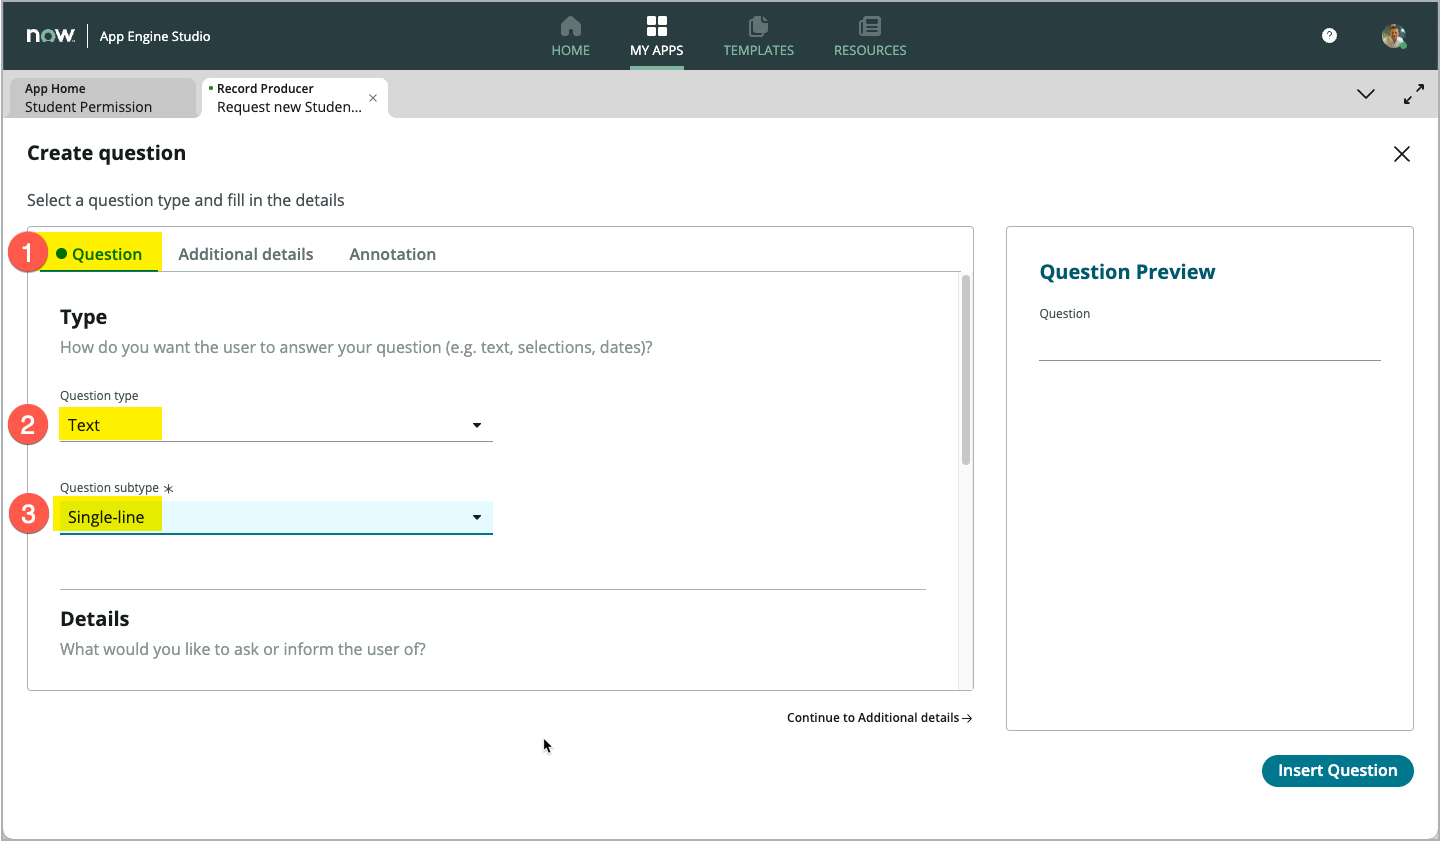 now. App Engine Studio
HOME
MY APPS
TEMPLATES
RESOURCES
?
App Home
Student Permission
Record Producer
Request new Studen...
Create question
Select a question type and fill in the details
1
Question
Additional details
Annotation
Type
How do you want the user to answer your question (e.g. text, selections, dates)?
Question type
2
Text
Question subtype *
3
Single-line
Details
What would you like to ask or inform the user of?
Continue to Additional details →
Question Preview
Question
Insert Question